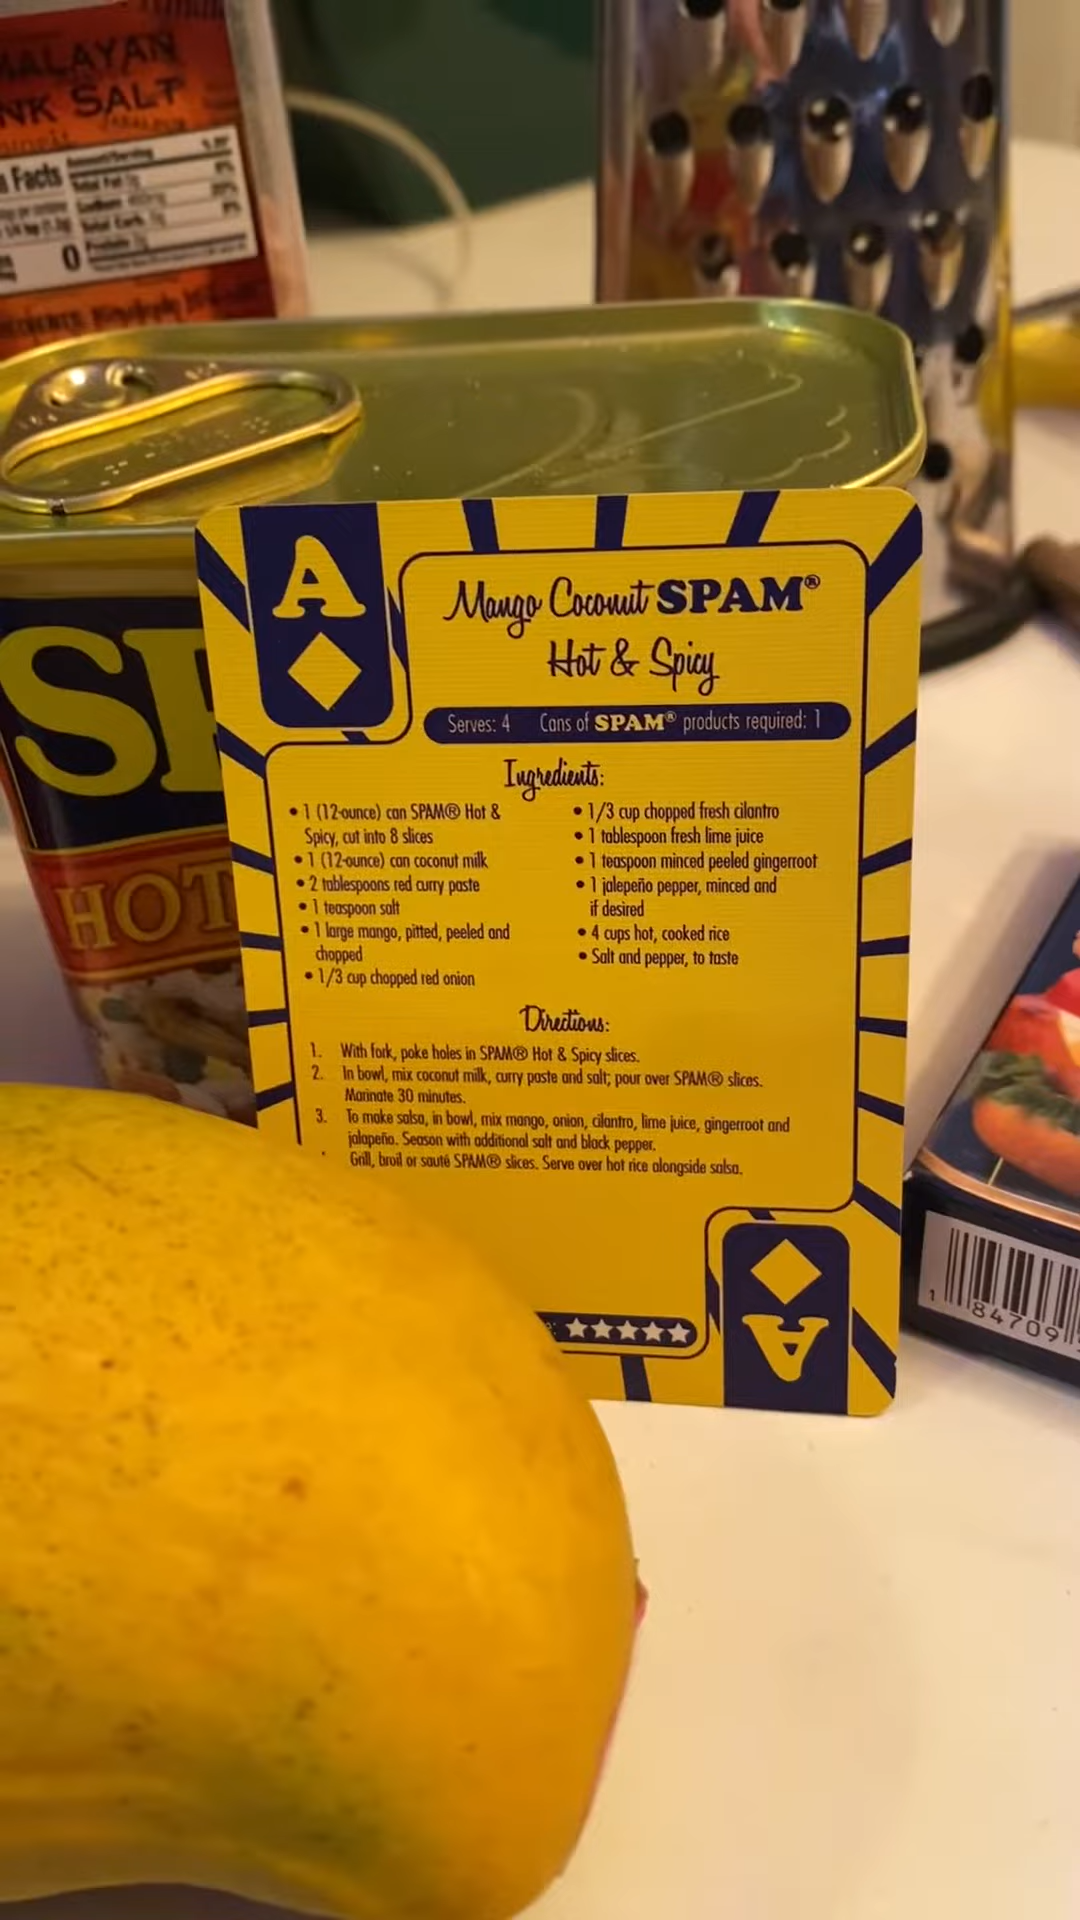 MALAYAN
NK SALT
Facts
0
SP
HOT
A
Mango Coconut SPAM®
Hot & Spicy
Serves: 4 Cans of SPAM® products required: 1
Ingredients:
• 1 (12-ounce) can SPAM® Hot &
Spicy, cut into 8 slices
• 1 (12-ounce) can coconut milk
• 2 tablespoons red curry paste
• 1 teaspoon salt
• 1 large mango, pitted, peeled and
chopped
• 1/3 cup chopped red onion
• 1/3 cup chopped fresh cilantro
• 1 tablespoon fresh lime juice
• 1 teaspoon minced peeled gingerroot
• 1 jalepeño pepper, minced and
if desired
• 4 cups hot, cooked rice
• Salt and pepper, to taste
Directions:
1. With fork, poke holes in SPAM® Hot & Spicy slices.
2. In bowl, mix coconut milk, curry paste and salt; pour over SPAM® slices.
Marinate 30 minutes.
3. To make salsa, in bowl, mix mango, onion, cilantro, lime juice, gingerroot and
jalapeño. Season with additional salt and black pepper.
Grill, broil or sauté SPAM® slices. Serve over hot rice alongside salsa.
A
1 84709